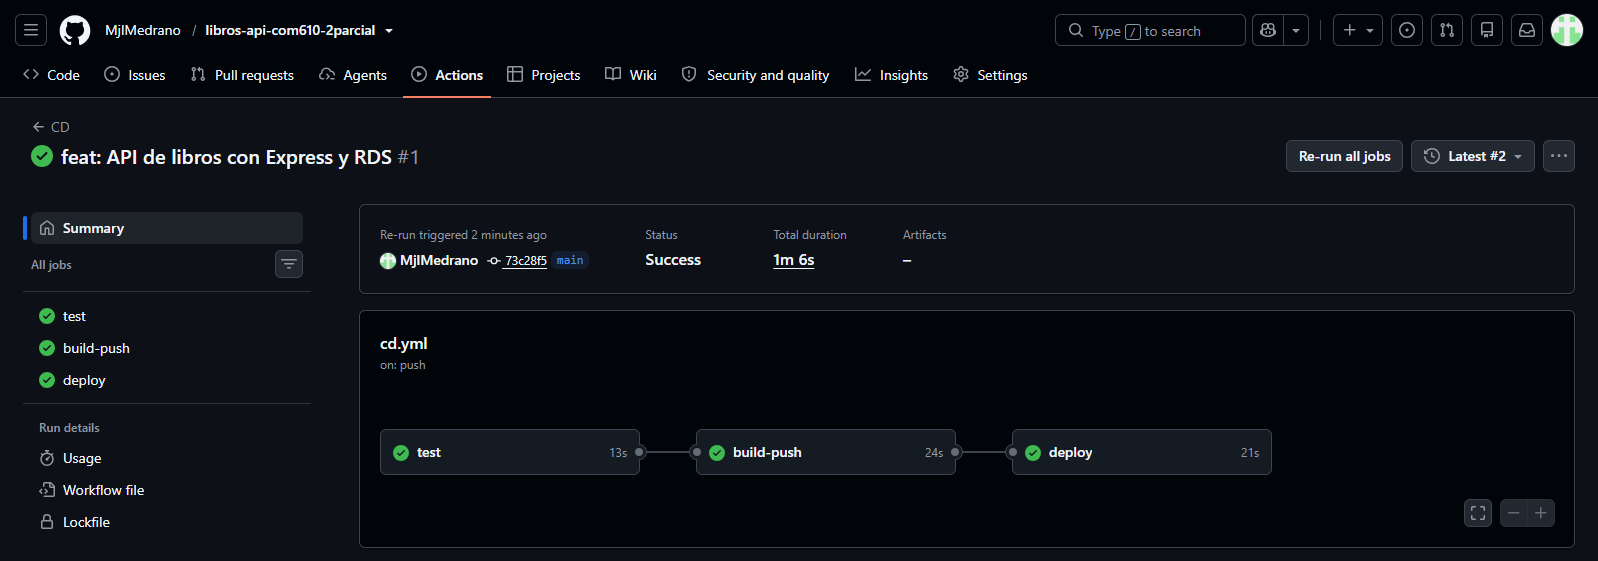 MjlMedrano / libros-api-com610-2parcial
Type / to search
Code Issues Pull requests Agents Actions Projects Wiki Security and quality Insights Settings
CD
feat: API de libros con Express y RDS #1
Re-run all jobs Latest #2
Summary
All jobs
test
build-push
deploy
Run details
Usage
Workflow file
Lockfile
Re-run triggered 2 minutes ago
MjlMedrano 73c28f5 main
Status
Success
Total duration
1m 6s
Artifacts
–
cd.yml
on: push
test 13s
build-push 24s
deploy 21s